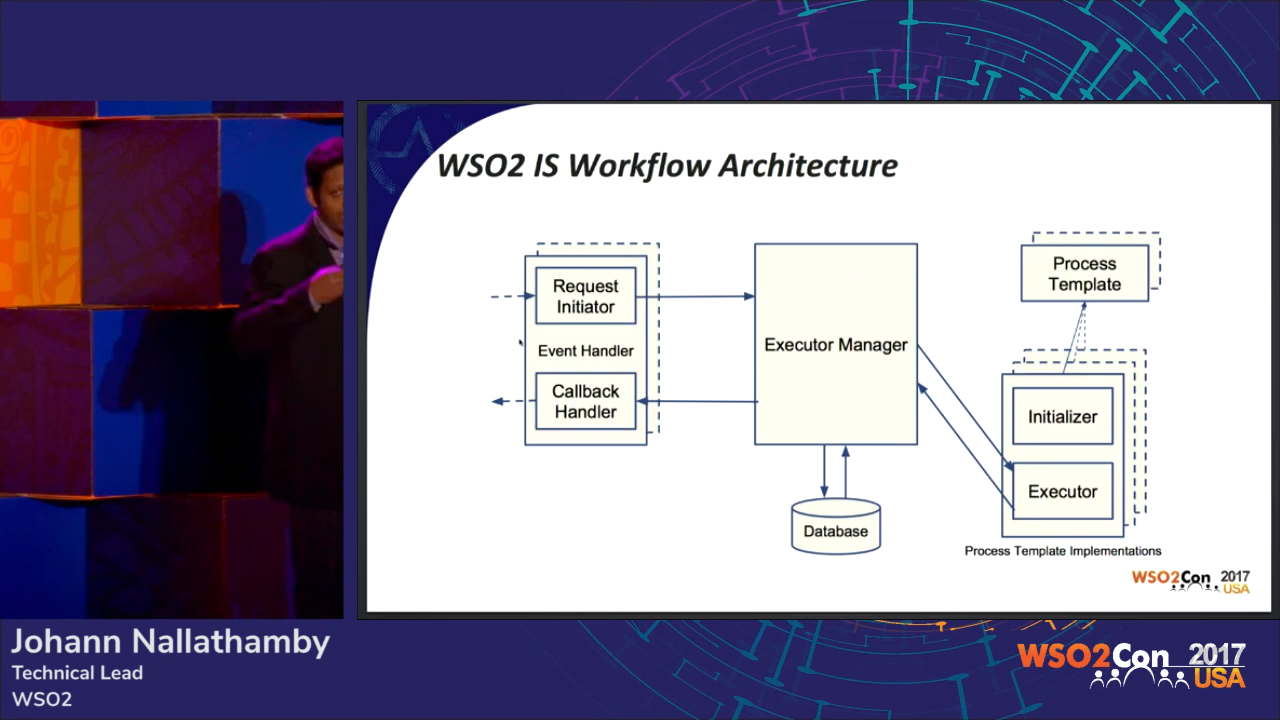 WSO2 IS Workflow Architecture
Request
Initiator
Event Handler
Callback
Handler
Executor Manager
Database
Process
Template
Initializer
Executor
Process Template Implementations
WSO2Con 2017
USA
Johann Nallathamby
Technical Lead
WSO2
WSO2Con 2017
USA